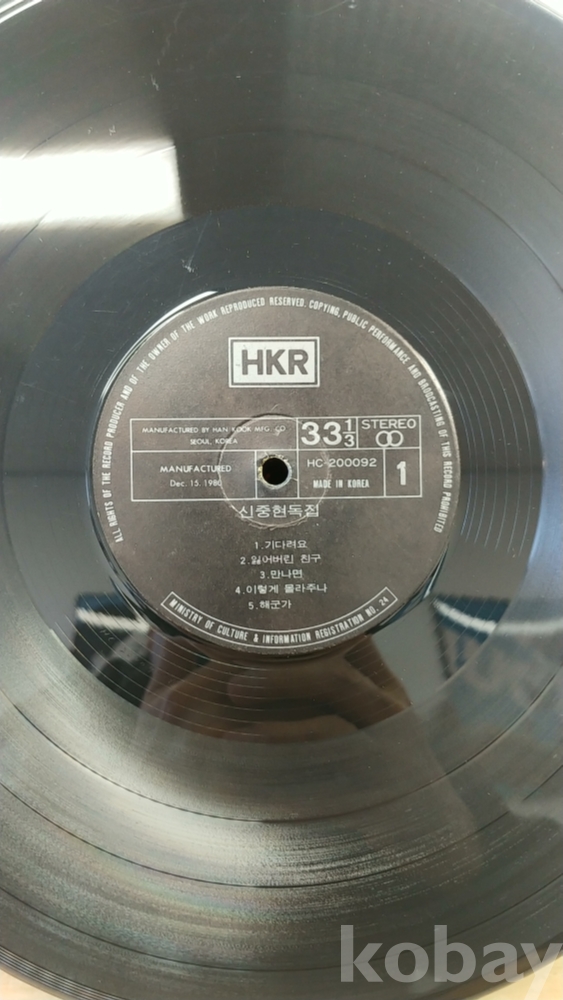 ALL RIGHTS OF THE RECORD PRODUCER AND OF THE OWNER OF THE WORK REPRODUCED RESERVED. COPYING, PUBLIC PERFORMANCE AND BROADCASTING OF THIS RECORD PROHIBITED
HKR
MANUFACTURED BY HAN KOOK MFG. CO
SEOUL, KOREA
33 1/3
STEREO
MANUFACTURED
Dec. 15. 1980
HC-200092
MADE IN KOREA
1
신중현독집
1.기다려요
2.잃어버린 친구
3.만나면
4.이렇게 몰라주나
5.해군가
MINISTRY OF CULTURE & INFORMATION REGISTRATION NO. 24
kobay